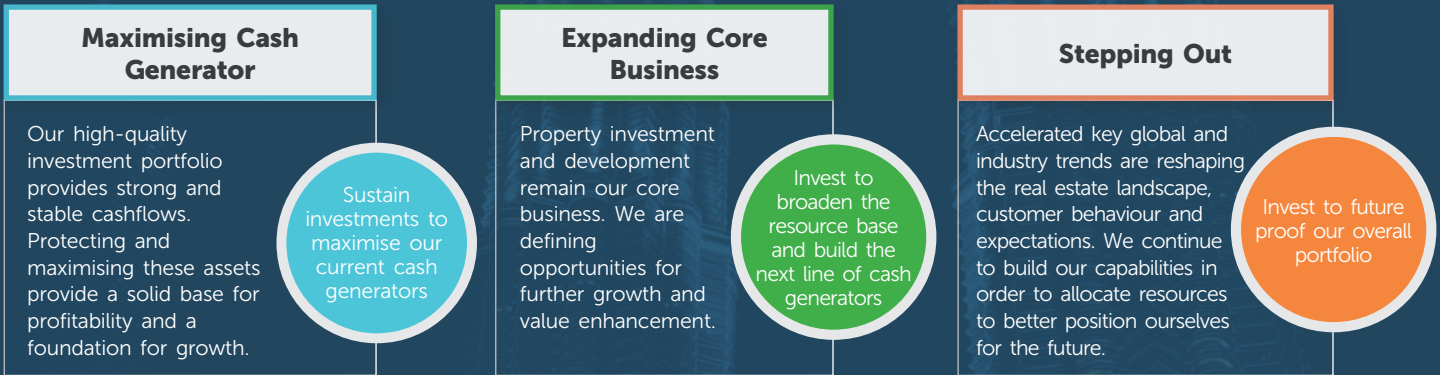 Maximising Cash
Generator
Our high-quality
investment portfolio
provides strong and
stable cashflows.
Protecting and
maximising these assets
provide a solid base for
profitability and a
foundation for growth.
Sustain
investments to
maximise our
current cash
generators
Expanding Core
Business
Property investment
and development
remain our core
business. We are
defining
opportunities for
further growth and
value enhancement.
Invest to
broaden the
resource base
and build the
next line of cash
generators
Stepping Out
Accelerated key global and
industry trends are reshaping
the real estate landscape,
customer behaviour and
expectations. We continue
to build our capabilities in
order to allocate resources
to better position ourselves
for the future.
Invest to future
proof our overall
portfolio